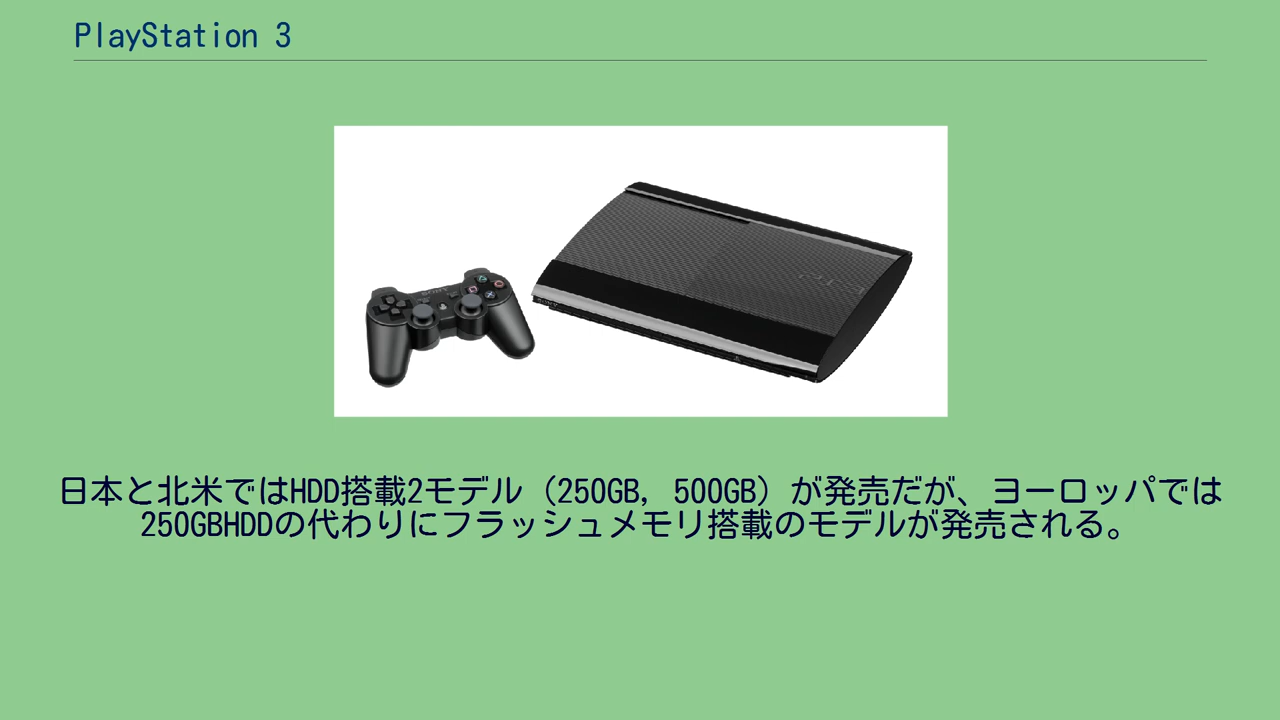 PlayStation 3
日本と北米ではHDD搭載2モデル（250GB, 500GB）が発売だが、ヨーロッパでは
250GBHDDの代わりにフラッシュメモリ搭載のモデルが発売される。